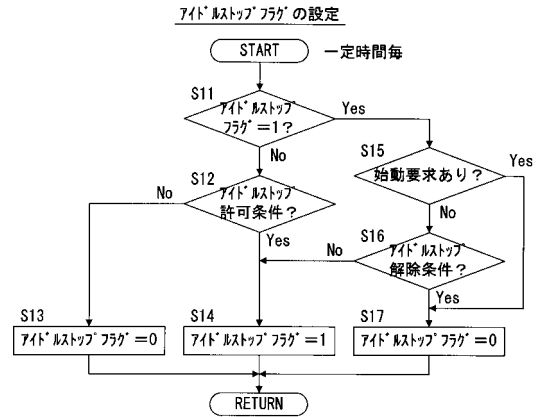 ｱｲﾄﾞﾙｽﾄｯﾌﾟﾌﾗｸﾞの設定
START
一定時間毎
S11
ｱｲﾄﾞﾙｽﾄｯﾌﾟ
ﾌﾗｸﾞ＝1？
Yes
No
S15
始動要求あり？
Yes
No
S12
ｱｲﾄﾞﾙｽﾄｯﾌﾟ
許可条件？
No
Yes
S16
ｱｲﾄﾞﾙｽﾄｯﾌﾟ
解除条件？
No
Yes
S13
ｱｲﾄﾞﾙｽﾄｯﾌﾟﾌﾗｸﾞ＝0
S14
ｱｲﾄﾞﾙｽﾄｯﾌﾟﾌﾗｸﾞ＝1
S17
ｱｲﾄﾞﾙｽﾄｯﾌﾟﾌﾗｸﾞ＝0
RETURN